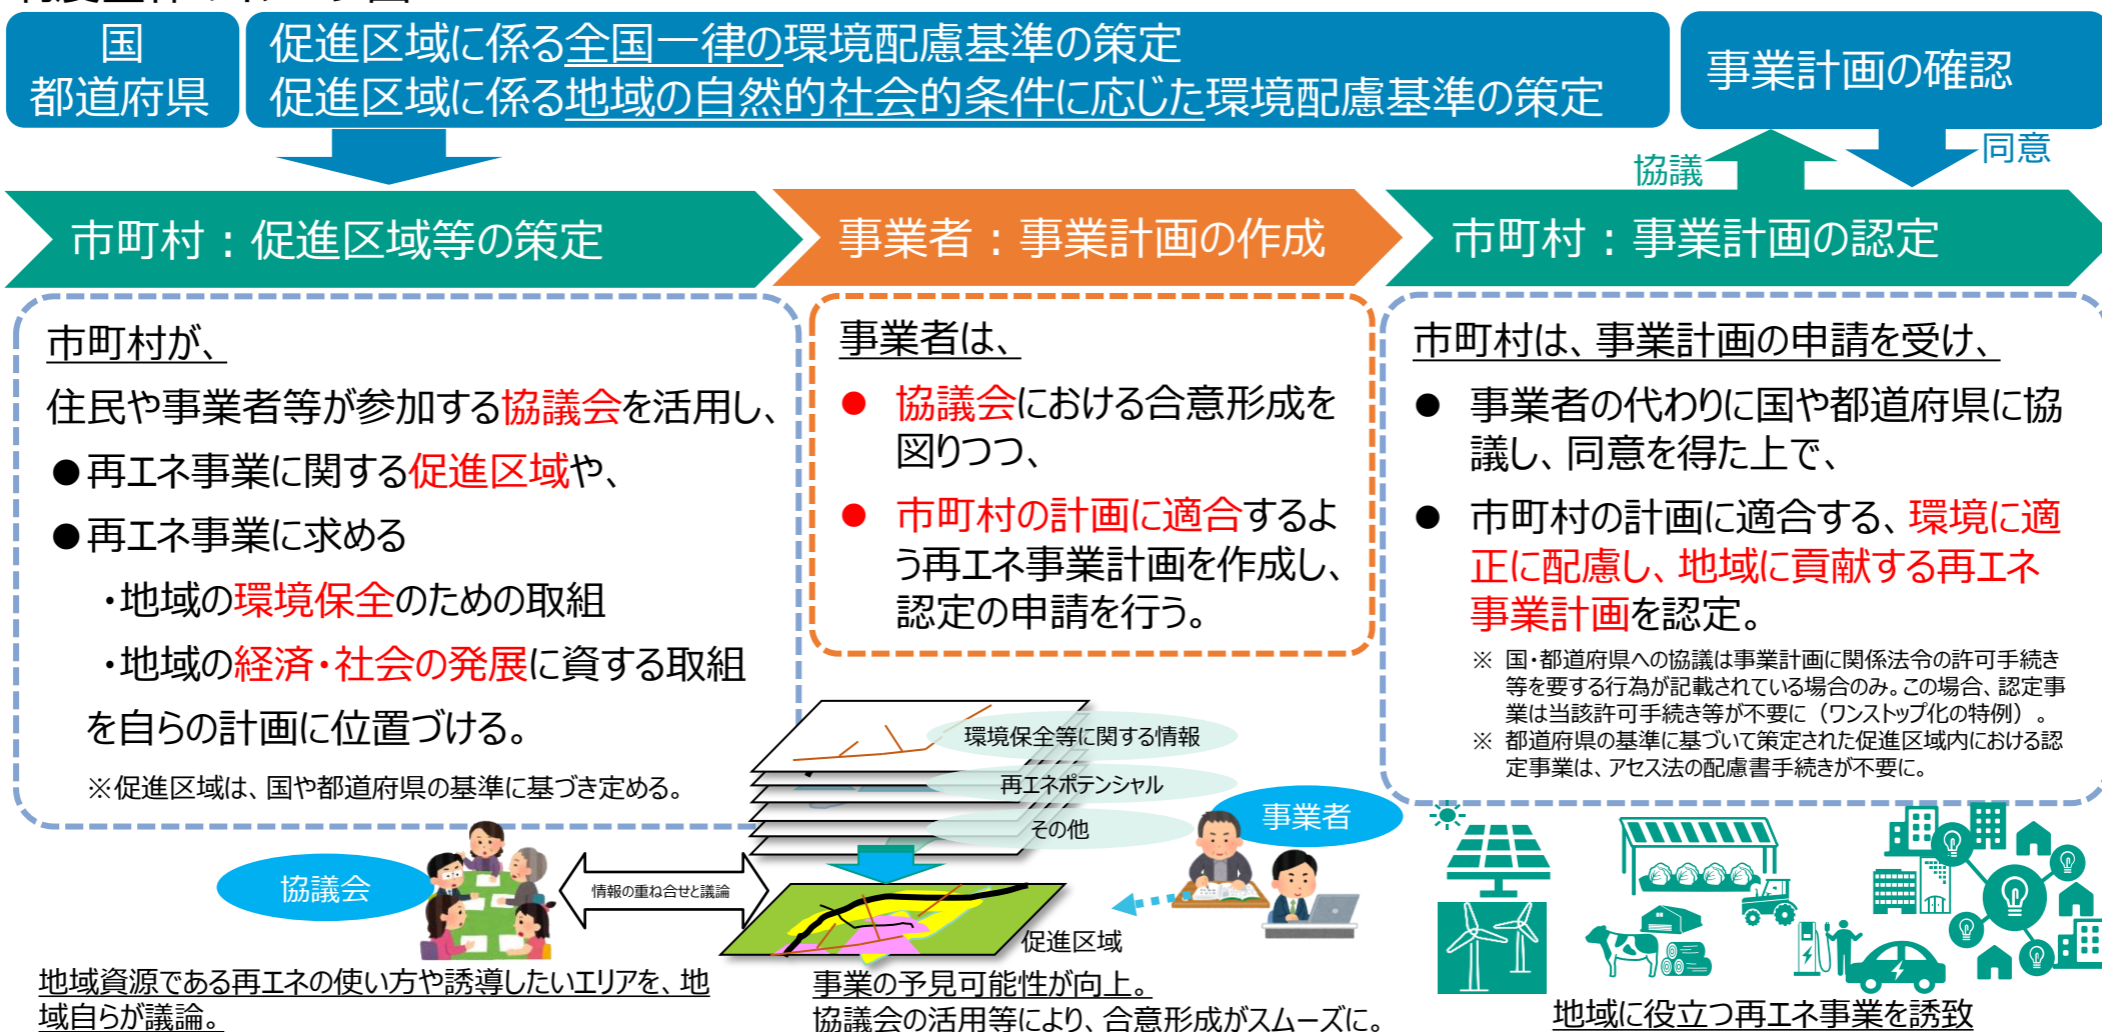 国
都道府県
促進区域に係る全国一律の環境配慮基準の策定
促進区域に係る地域の自然的社会的条件に応じた環境配慮基準の策定
事業計画の確認
協議
同意
市町村：促進区域等の策定
事業者：事業計画の作成
市町村：事業計画の認定
市町村が、
住民や事業者等が参加する協議会を活用し、
●再エネ事業に関する促進区域や、
●再エネ事業に求める
・地域の環境保全のための取組
・地域の経済・社会の発展に資する取組
を自らの計画に位置づける。
※促進区域は、国や都道府県の基準に基づき定める。
事業者は、
● 協議会における合意形成を
図りつつ、
● 市町村の計画に適合するよ
う再エネ事業計画を作成し、
認定の申請を行う。
市町村は、事業計画の申請を受け、
● 事業者の代わりに国や都道府県に協
議し、同意を得た上で、
● 市町村の計画に適合する、環境に適
正に配慮し、地域に貢献する再エネ
事業計画を認定。
※ 国・都道府県への協議は事業計画に関係法令の許可手続き
等を要する行為が記載されている場合のみ。この場合、認定事
業は当該許可手続き等が不要に（ワンストップ化の特例）。
※ 都道府県の基準に基づいて策定された促進区域内における認
定事業は、アセス法の配慮書手続きが不要に。
環境保全等に関する情報
再エネポテンシャル
その他
事業者
協議会
情報の重ね合せと議論
促進区域
地域資源である再エネの使い方や誘導したいエリアを、地
域自らが議論。
事業の予見可能性が向上。
協議会の活用等により、合意形成がスムーズに。
地域に役立つ再エネ事業を誘致